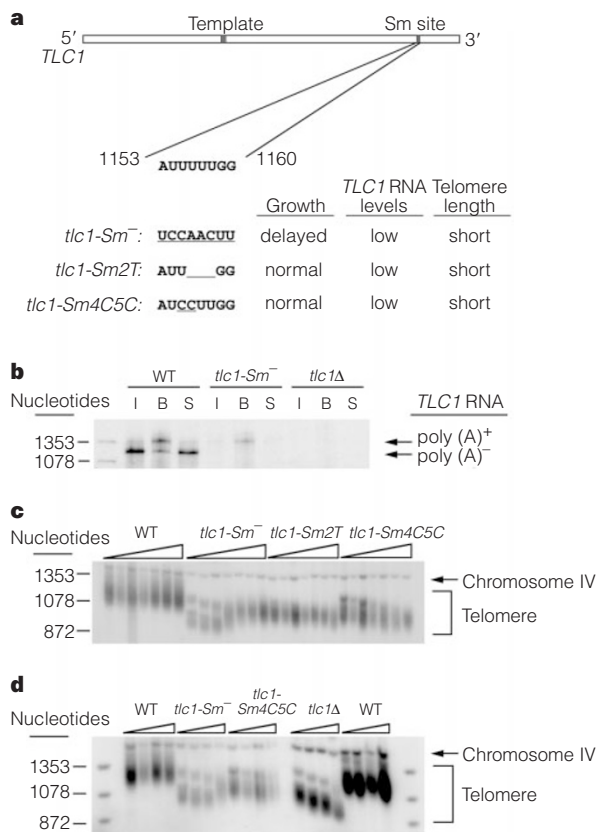 a
5′ Template Sm site 3′
TLC1
1153 AUUUUUGG 1160
Growth TLC1 RNA levels Telomere length
tlc1-Sm−: UCCAACUU delayed low short
tlc1-Sm2T: AUU___GG normal low short
tlc1-Sm4C5C: AUCCUUGG normal low short
b
WT tlc1-Sm− tlc1Δ
Nucleotides I B S I B S I B S TLC1 RNA
1353 poly (A)+
1078 poly (A)−
c
Nucleotides WT tlc1-Sm− tlc1-Sm2T tlc1-Sm4C5C
1353 Chromosome IV
1078 Telomere
872
d
Nucleotides WT tlc1-Sm− tlc1-Sm4C5C tlc1Δ WT
Chromosome IV
1353
1078 Telomere
872